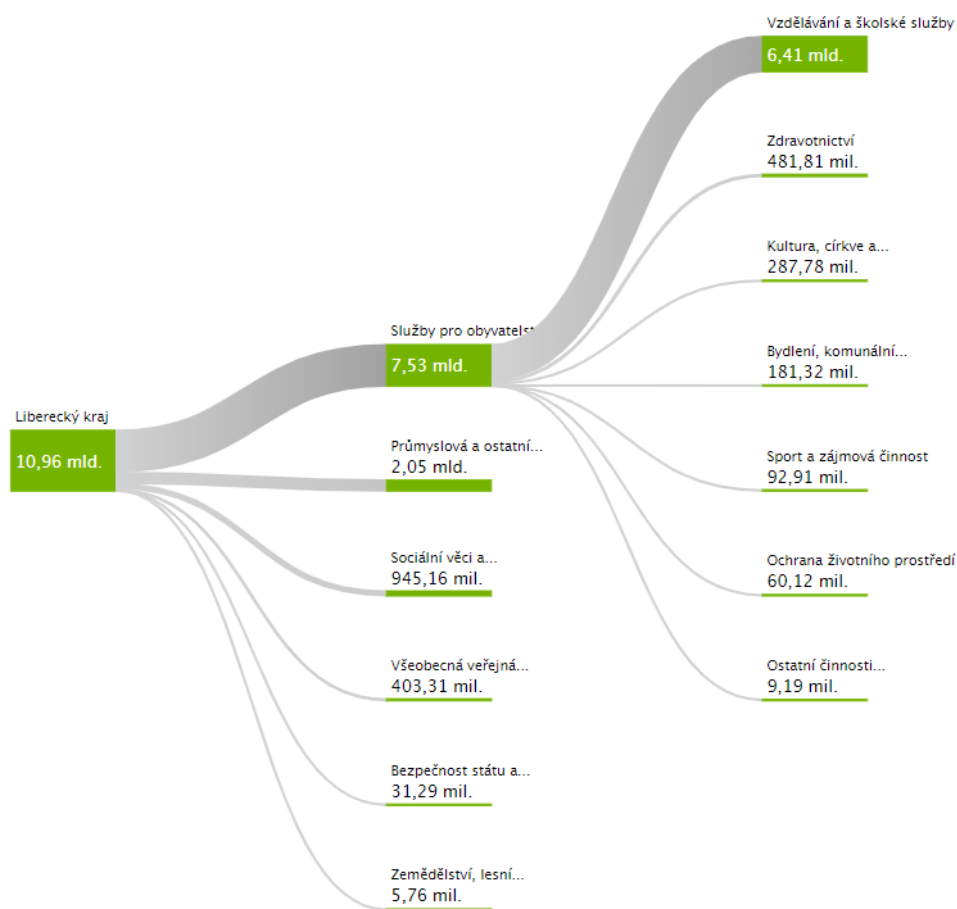 Vzdělávání a školské služby
6,41 mld.
Zdravotnictví
481,81 mil.
Kultura, církve a...
287,78 mil.
Služby pro obyvatelst
7,53 mld.
Bydlení, komunální...
181,32 mil.
Liberecký kraj
10,96 mld.
Průmyslová a ostatní...
2,05 mld.
Sport a zájmová činnost
92,91 mil.
Sociální věci a...
945,16 mil.
Ochrana životního prostředí
60,12 mil.
Všeobecná veřejná...
403,31 mil.
Ostatní činnosti...
9,19 mil.
Bezpečnost státu a...
31,29 mil.
Zemědělství, lesní...
5,76 mil.